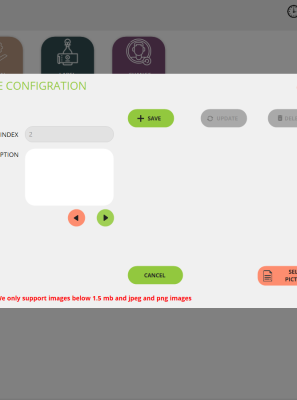 E CONFIGRATION
INDEX
2
SAVE
UPDATE
DELE
PTION
CANCEL
SEL
PICT
We only support images below 1.5 mb and jpeg and png images